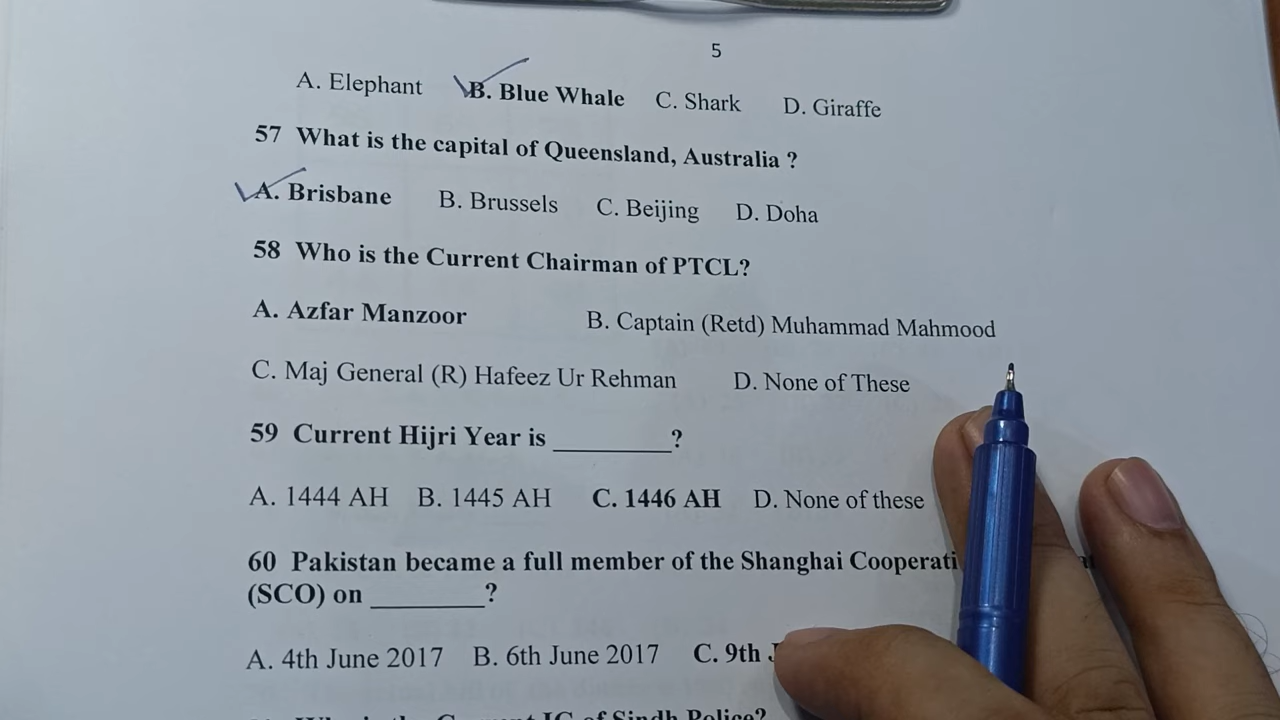 5
A. Elephant B. Blue Whale C. Shark D. Giraffe
57 What is the capital of Queensland, Australia ?
A. Brisbane B. Brussels C. Beijing D. Doha
58 Who is the Current Chairman of PTCL?
A. Azfar Manzoor B. Captain (Retd) Muhammad Mahmood
C. Maj General (R) Hafeez Ur Rehman D. None of These
59 Current Hijri Year is ________?
A. 1444 AH B. 1445 AH C. 1446 AH D. None of these
60 Pakistan became a full member of the Shanghai
(SCO) on ________?
A. 4th June 2017 B. 6th June 2017 C. 9th
of Sindh Police?